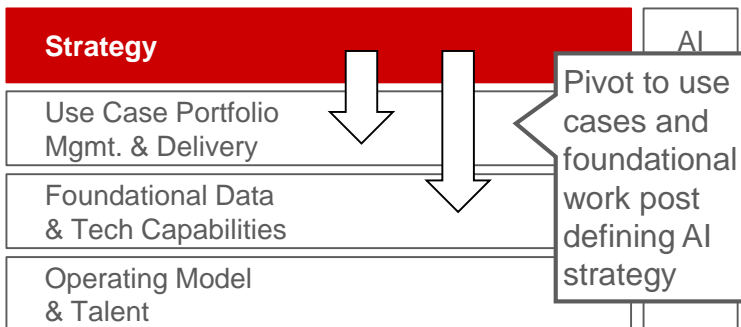 Strategy
AI
Use Case Portfolio
Mgmt. & Delivery
Pivot to use
cases and
foundational
work post
defining AI
strategy
Foundational Data
& Tech Capabilities
Operating Model
& Talent